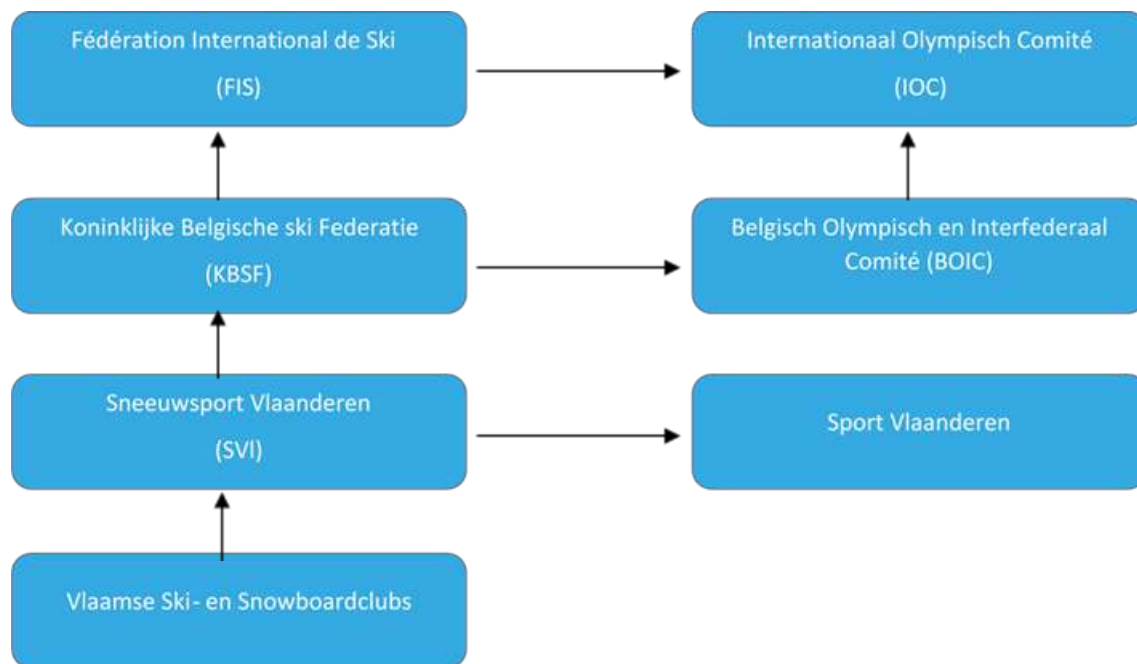 Fédération International de Ski
(FIS)
Internationaal Olympisch Comité
(IOC)
Koninklijke Belgische ski Federatie
(KBSF)
Belgisch Olympisch en Interfederaal
Comité (BOIC)
Sneeuwsport Vlaanderen
(SVl)
Sport Vlaanderen
Vlaamse Ski- en Snowboardclubs